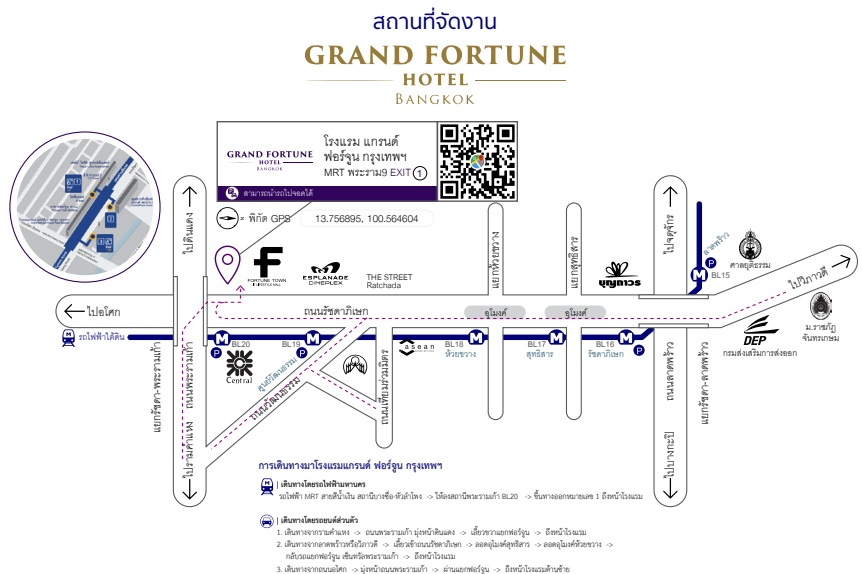 สถานที่จัดงาน
GRAND FORTUNE
HOTEL
BANGKOK
GRAND FORTUNE
HOTEL
BANGKOK
โรงแรม แกรนด์
ฟอร์จูน กรุงเทพฯ
MRT พระราม9 EXIT 1
สามารถนำรถไปจอดได้
N พิกัด GPS 13.756895, 100.564604
ไปดินแดง
แยกห้วยขวาง
แยกสุทธิสาร
ไปจตุจักร
ลาดพร้าว
P
M BL15
ศาลยุติธรรม
ไปวิภาวดี
F
FORTUNE TOWN
ESPLANADE
CINEPLEX
THE STREET
Ratchada
บุญถาวร
ไปอโศก
ถนนรัชดาภิเษก
อุโมงค์
อุโมงค์
ม.ราชภัฏ
จันทรเกษม
DEP
กรมส่งเสริมการส่งออก
รถไฟฟ้าใต้ดิน
M BL20
P
Central
M
BL19
P
ศูนย์วัฒนธรรม
ถนนวัฒนธรรม
asean
BL18 M
ห้วยขวาง
BL17 M
สุทธิสาร
BL16 M
รัชดาภิเษก
P
แยกรัชดา-พระรามเก้า
ถนนพระรามเก้า
ไปรามคำแหง
ถนนเทียมร่วมมิตร
ถนนลาดพร้าว
แยกรัชดา-ลาดพร้าว
ไปบางกะปิ
การเดินทางมาโรงแรมแกรนด์ ฟอร์จูน กรุงเทพฯ
เดินทางโดยรถไฟฟ้ามหานคร
รถไฟฟ้า MRT สายสีน้ำเงิน สถานีบางซื่อ-หัวลำโพง -> ให้ลงสถานีพระรามเก้า BL20 -> ขึ้นทางออกหมายเลข 1 ถึงหน้าโรงแรม
เดินทางโดยรถยนต์ส่วนตัว
1. เดินทางจากรามคำแหง -> ถนนพระรามเก้า มุ่งหน้าดินแดง -> เลี้ยวขวาแยกฟอร์จูน -> ถึงหน้าโรงแรม
2. เดินทางจากลาดพร้าวหรือวิภาวดี -> เลี้ยวเข้าถนนรัชดาภิเษก -> ลอดอุโมงค์สุทธิสาร -> ลอดอุโมงค์ห้วยขวาง ->
กลับรถแยกฟอร์จูน เซ็นทรัลพระรามเก้า -> ถึงหน้าโรงแรม
3. เดินทางจากถนนอโศก -> มุ่งหน้าถนนพระรามเก้า -> ผ่านแยกฟอร์จูน -> ถึงหน้าโรงแรมด้านซ้าย